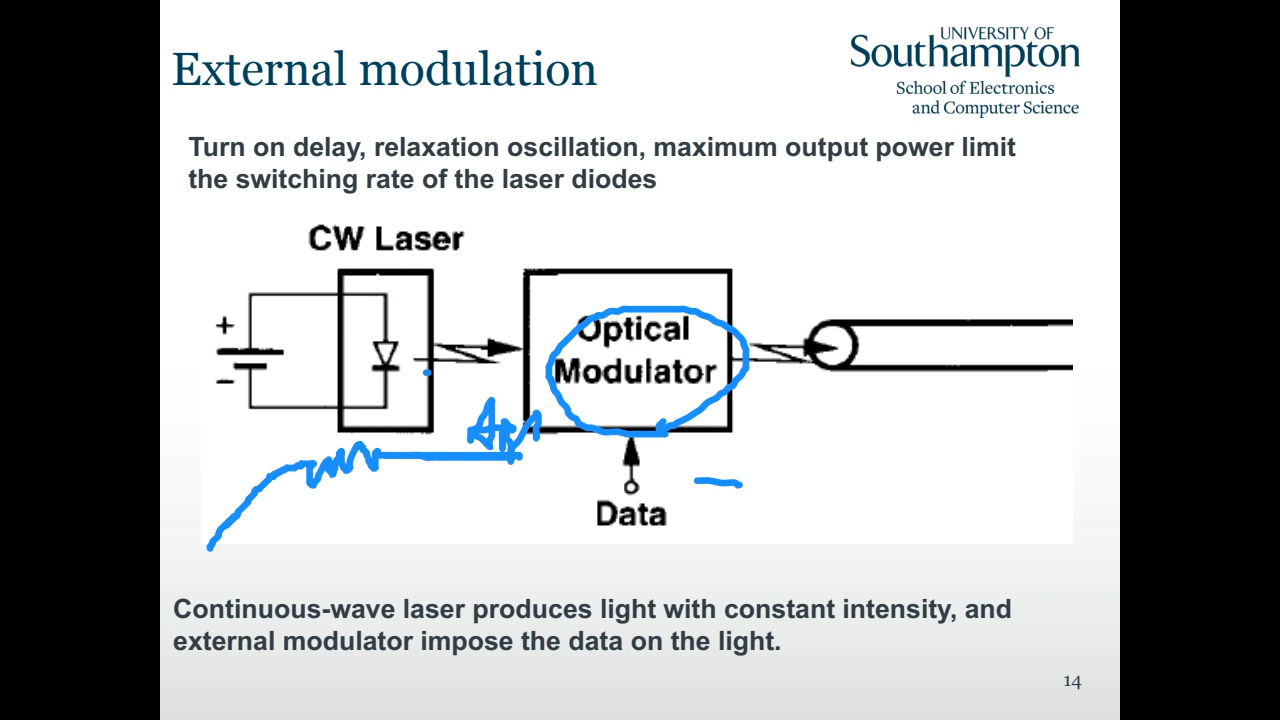 External modulation
UNIVERSITY OF
Southampton
School of Electronics
and Computer Science
Turn on delay, relaxation oscillation, maximum output power limit
the switching rate of the laser diodes
CW Laser
+
−
Optical
Modulator
Data
Continuous-wave laser produces light with constant intensity, and
external modulator impose the data on the light.
14